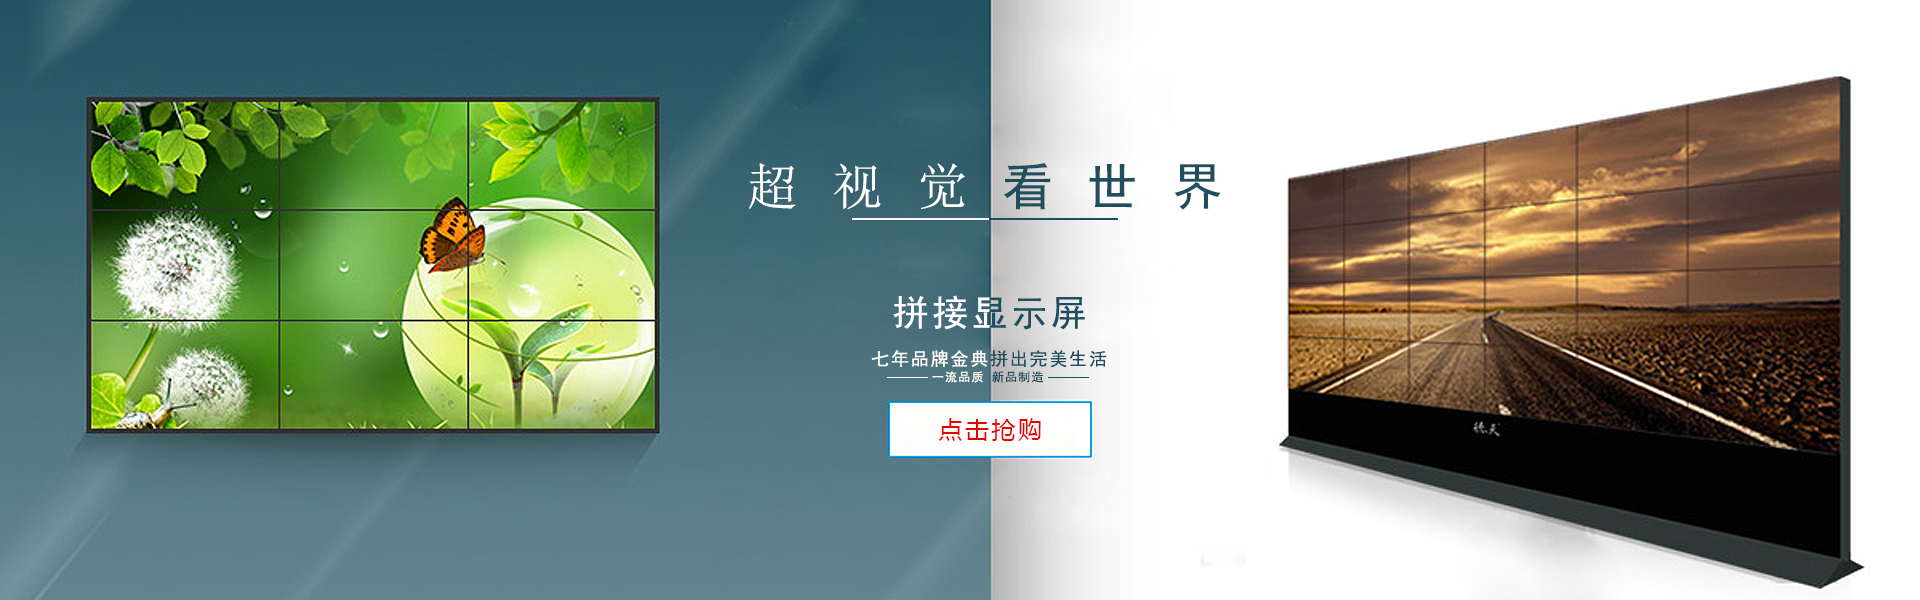 超视觉看世界
拼接显示屏
七年品牌金典拼出完美生活
一流品质 新品制造
点击抢购
德天